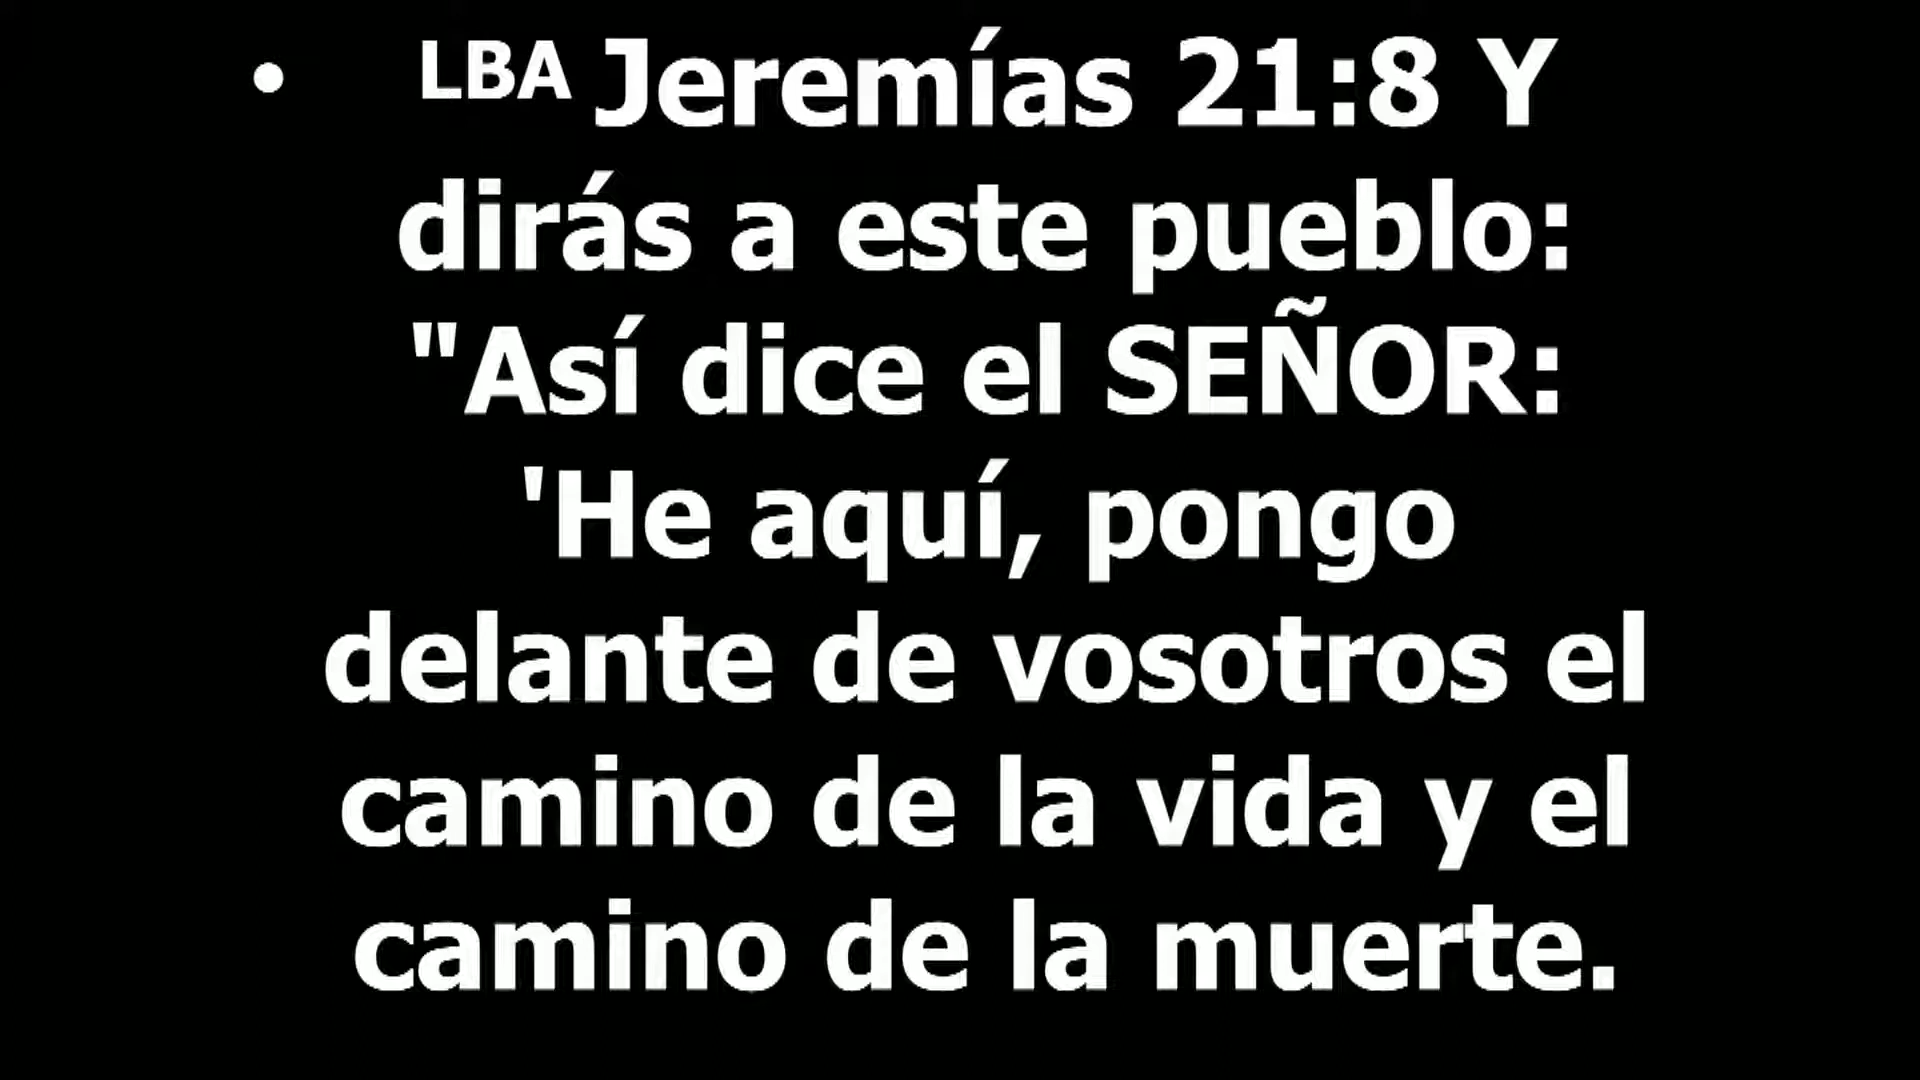 • LBA Jeremías 21:8 Y
dirás a este pueblo:
"Así dice el SEÑOR:
'He aquí, pongo
delante de vosotros el
camino de la vida y el
camino de la muerte.